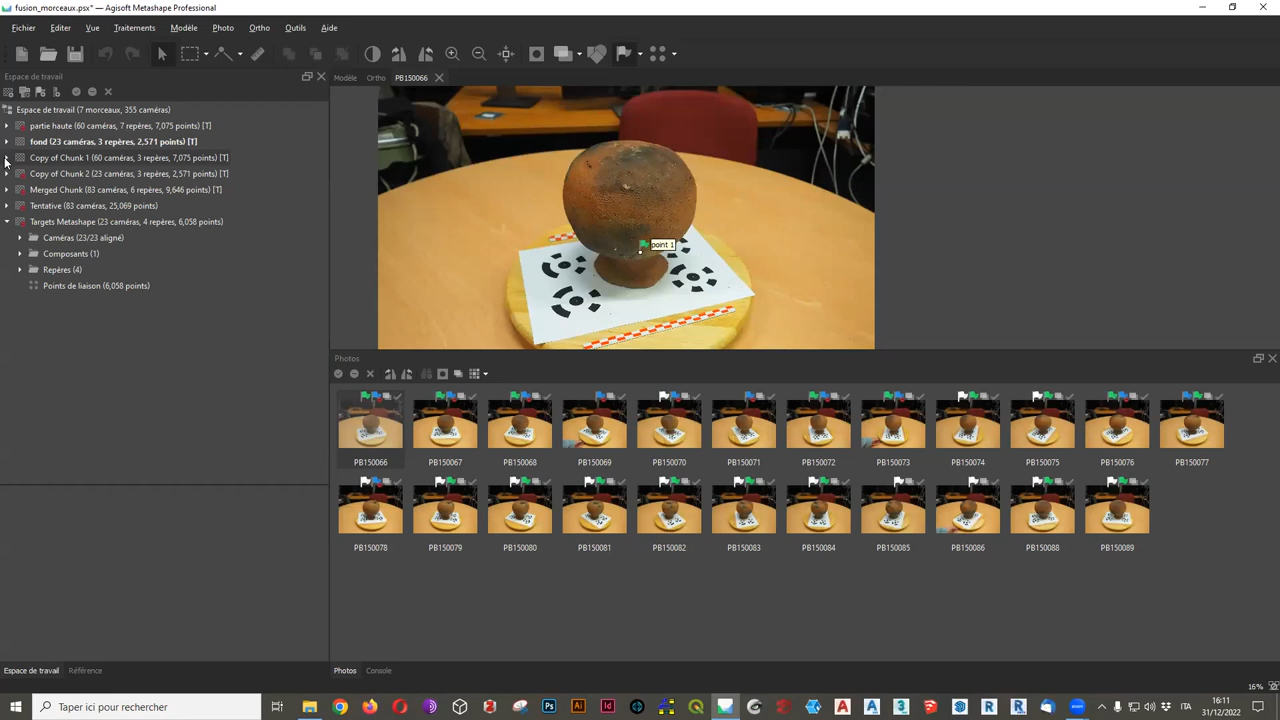 fusion_morceaux.psx* — Agisoft Metashape Professional
Fichier Editer Vue Traitements Modèle Photo Ortho Outils Aide
Espace de travail
Modèle Ortho PB150066
Espace de travail (7 morceaux, 355 caméras)
partie haute (60 caméras, 7 repères, 7,075 points) [T]
fond (23 caméras, 3 repères, 2,571 points) [T]
Copy of Chunk 1 (60 caméras, 3 repères, 7,075 points) [T]
Copy of Chunk 2 (23 caméras, 3 repères, 2,571 points) [T]
Merged Chunk (83 caméras, 6 repères, 9,646 points) [T]
Tentative (83 caméras, 25,069 points)
Targets Metashape (23 caméras, 4 repères, 6,058 points)
Caméras (23/23 aligné)
Composants (1)
Repères (4)
Points de liaison (6,058 points)
point 1
Photos
PB150066 PB150067 PB150068 PB150069 PB150070 PB150071 PB150072 PB150073 PB150074 PB150075 PB150076 PB150077
PB150078 PB150079 PB150080 PB150081 PB150082 PB150083 PB150084 PB150085 PB150086 PB150088 PB150089
Espace de travail Référence
Photos Console
16%
Taper ici pour rechercher
ITA
16:11
31/12/2022